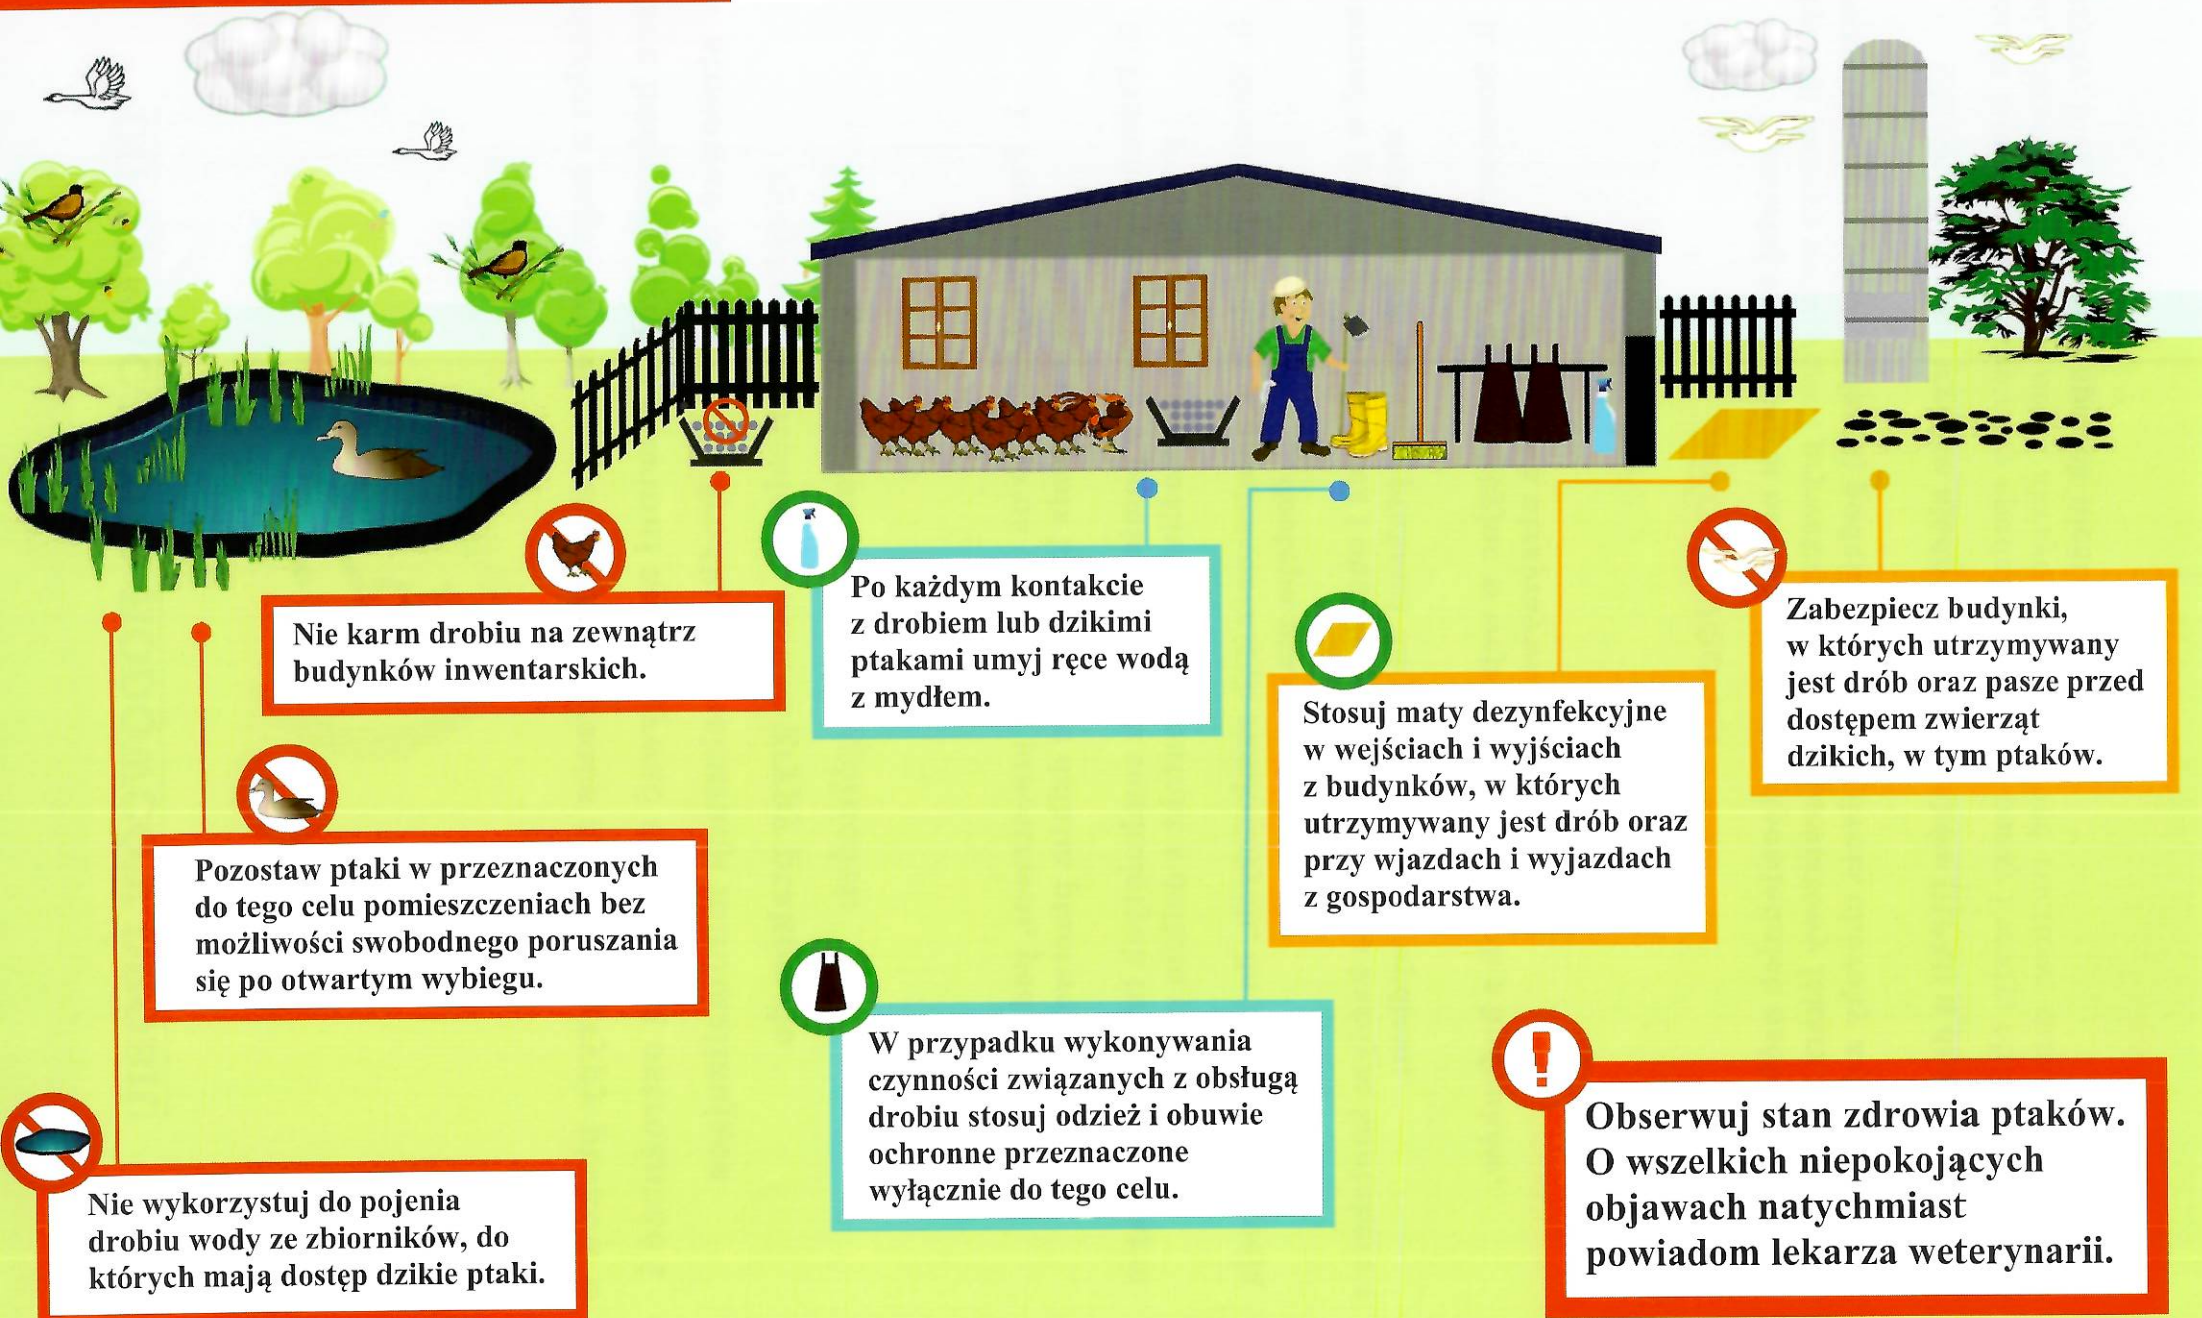 Nie karm drobiu na zewnątrz
budynków inwentarskich.
Po każdym kontakcie
z drobiem lub dzikimi
ptakami umyj ręce wodą
z mydłem.
Stosuj maty dezynfekcyjne
w wejściach i wyjściach
z budynków, w których
utrzymywany jest drób oraz
przy wjazdach i wyjazdach
z gospodarstwa.
Zabezpiecz budynki,
w których utrzymywany
jest drób oraz pasze przed
dostępem zwierząt
dzikich, w tym ptaków.
Pozostaw ptaki w przeznaczonych
do tego celu pomieszczeniach bez
możliwości swobodnego poruszania
się po otwartym wybiegu.
W przypadku wykonywania
czynności związanych z obsługą
drobiu stosuj odzież i obuwie
ochronne przeznaczone
wyłącznie do tego celu.
Obserwuj stan zdrowia ptaków.
O wszelkich niepokojących
objawach natychmiast
powiadom lekarza weterynarii.
Nie wykorzystuj do pojenia
drobiu wody ze zbiorników, do
których mają dostęp dzikie ptaki.